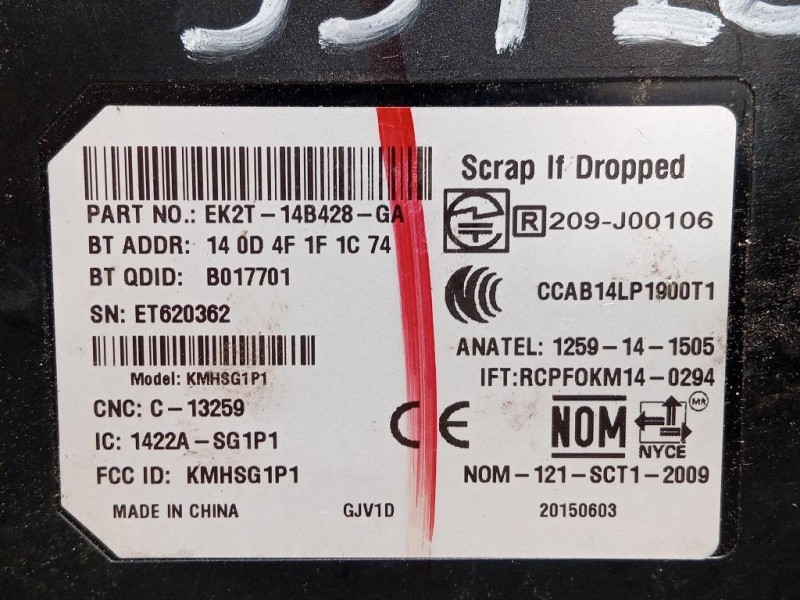 Scrap If Dropped
PART NO.: EK2T-14B428-GA
R 209-J00106
BT ADDR: 14 0D 4F 1F 1C 74
BT QDID: B017701
CCAB14LP1900T1
SN: ET620362
ANATEL: 1259-14-1505
Model: KMHSG1P1
IFT:RCPFOKM14-0294
CNC: C-13259
CE
NOM
MR
NYCE
IC: 1422A-SG1P1
FCC ID: KMHSG1P1
NOM-121-SCT1-2009
MADE IN CHINA
GJV1D
20150603